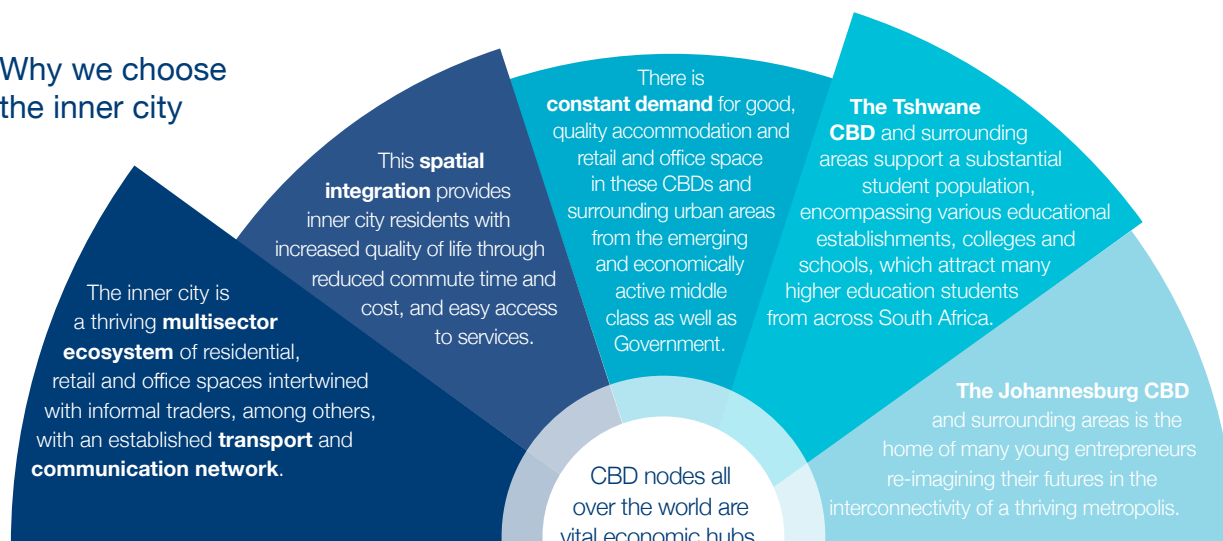 Why we choose
the inner city
The inner city is
a thriving multisector
ecosystem of residential,
retail and office spaces intertwined
with informal traders, among others,
with an established transport and
communication network.
This spatial
integration provides
inner city residents with
increased quality of life through
reduced commute time and
cost, and easy access
to services.
There is
constant demand for good,
quality accommodation and
retail and office space
in these CBDs and
surrounding urban areas
from the emerging
and economically
active middle
class as well as
Government.
The Tshwane
CBD and surrounding
areas support a substantial
student population,
encompassing various educational
establishments, colleges and
schools, which attract many
higher education students
from across South Africa.
The Johannesburg CBD
and surrounding areas is the
home of many young entrepreneurs
re-imagining their futures in the
interconnectivity of a thriving metropolis.
CBD nodes all
over the world are
vital economic hubs